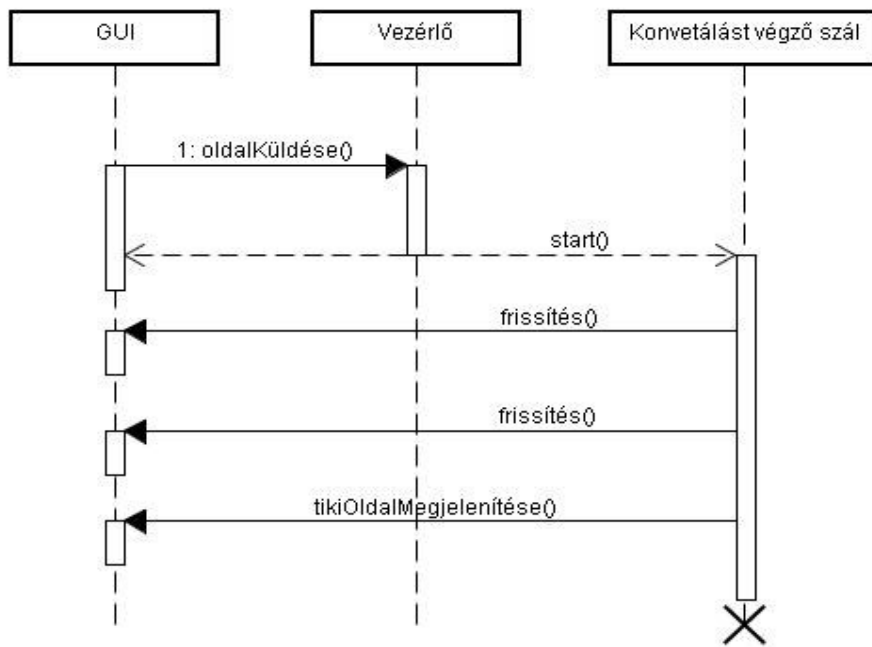 GUI
Vezérlő
Konvetálást végző szál
1: oldalKüldése()
start()
frissítés()
frissítés()
tikiOldalMegjelenítése()